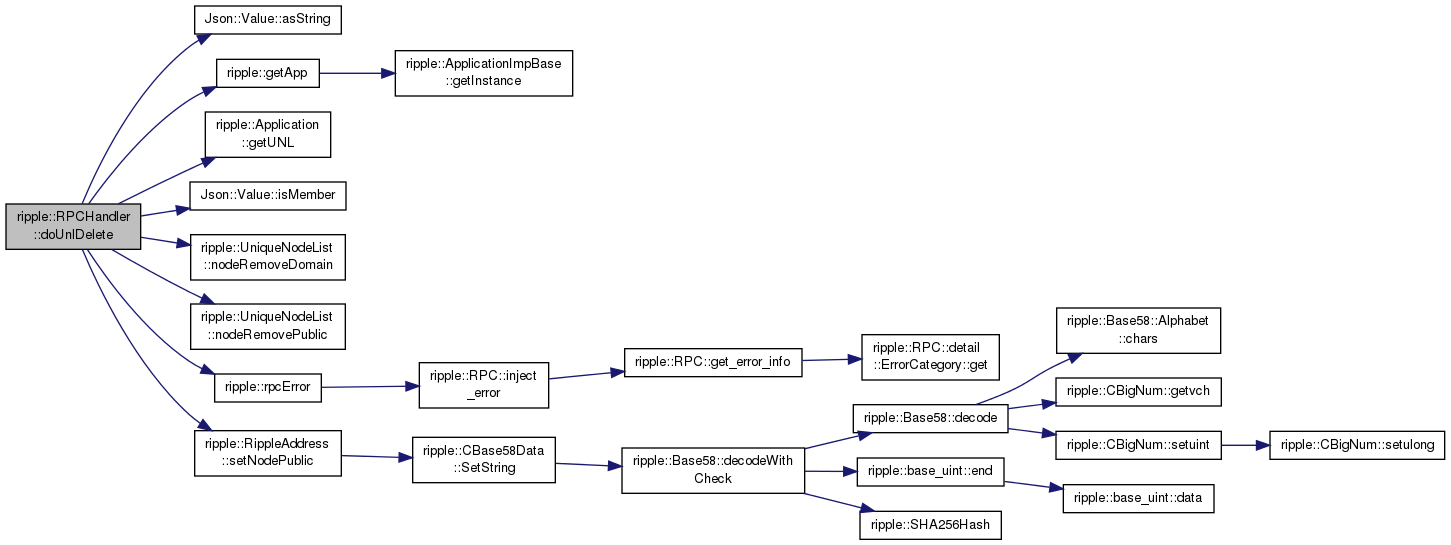 Json::Value::asString
ripple::getApp
ripple::ApplicationImpBase
::getInstance
ripple::Application
::getUNL
Json::Value::isMember
ripple::RPCHandler
::doUnlDelete
ripple::UniqueNodeList
::nodeRemoveDomain
ripple::UniqueNodeList
::nodeRemovePublic
ripple::rpcError
ripple::RPC::inject
_error
ripple::RPC::get_error_info
ripple::RPC::detail
::ErrorCategory::get
ripple::RippleAddress
::setNodePublic
ripple::CBase58Data
::SetString
ripple::Base58::decodeWith
Check
ripple::Base58::decode
ripple::Base58::Alphabet
::chars
ripple::CBigNum::getvch
ripple::CBigNum::setuint
ripple::CBigNum::setulong
ripple::base_uint::end
ripple::base_uint::data
ripple::SHA256Hash